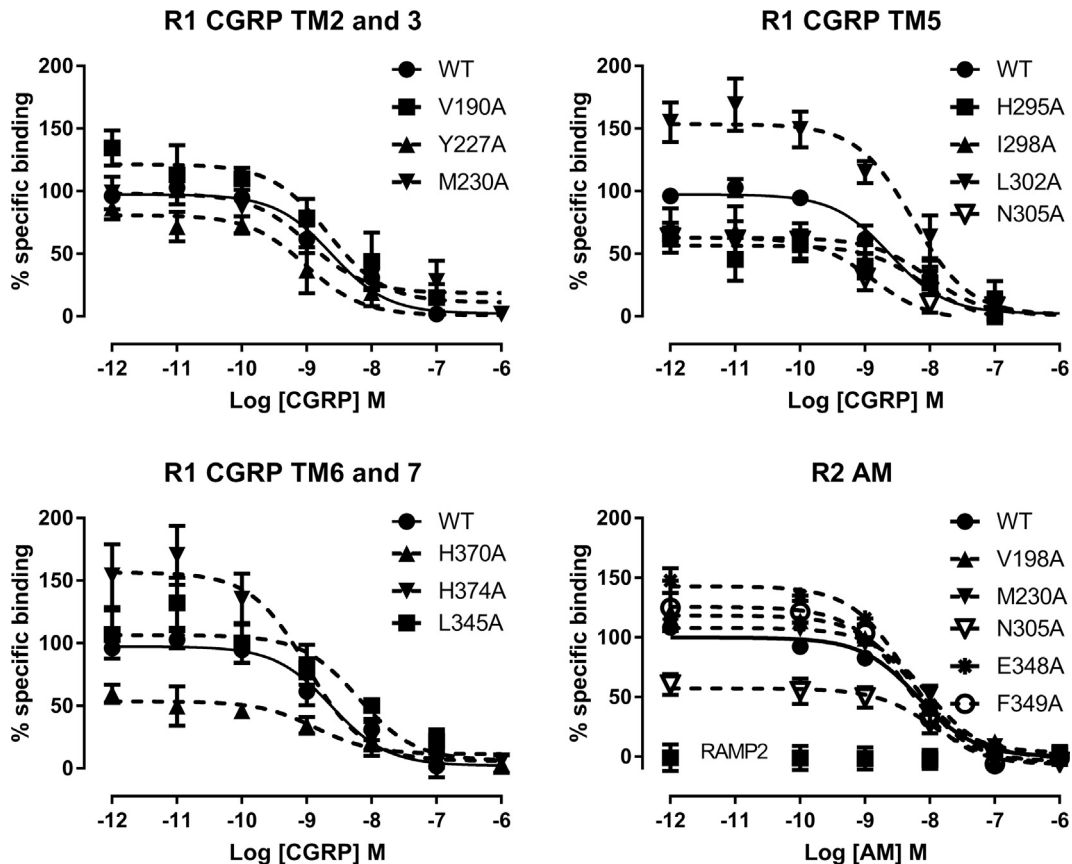 R1 CGRP TM2 and 3
% specific binding
200
150
100
50
0
WT
V190A
Y227A
M230A
-12 -11 -10 -9 -8 -7 -6
Log [CGRP] M
R1 CGRP TM5
% specific binding
200
150
100
50
0
WT
H295A
I298A
L302A
N305A
-12 -11 -10 -9 -8 -7 -6
Log [CGRP] M
R1 CGRP TM6 and 7
% specific binding
200
150
100
50
0
WT
H370A
H374A
L345A
-12 -11 -10 -9 -8 -7 -6
Log [CGRP] M
R2 AM
% specific binding
200
150
100
50
0
WT
V198A
M230A
N305A
E348A
F349A
RAMP2
-12 -11 -10 -9 -8 -7 -6
Log [AM] M